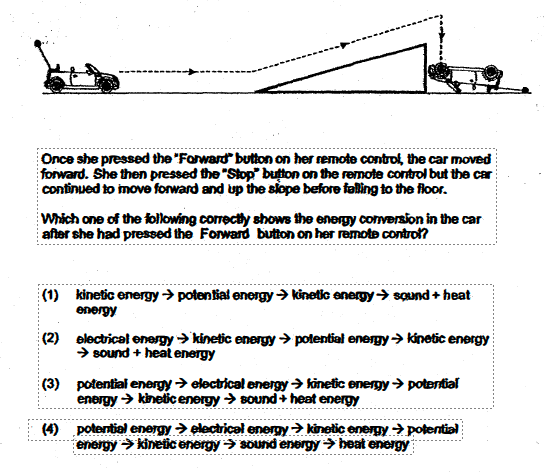 Once she pressed the "Forward" button on her remote control, the car moved
forward. She then pressed the "Stop" button on the remote control but the car
continued to move forward and up the slope before falling to the floor.
Which one of the following correctly shows the energy conversion in the car
after she had pressed the Forward button on her remote control?
(1) kinetic energy → potential energy → kinetic energy → sound + heat
energy
(2) electrical energy → kinetic energy → potential energy → kinetic energy
→ sound + heat energy
(3) potential energy → electrical energy → kinetic energy → potential
energy → kinetic energy → sound + heat energy
(4) potential energy → electrical energy → kinetic energy → potential
energy → kinetic energy → sound energy → heat energy